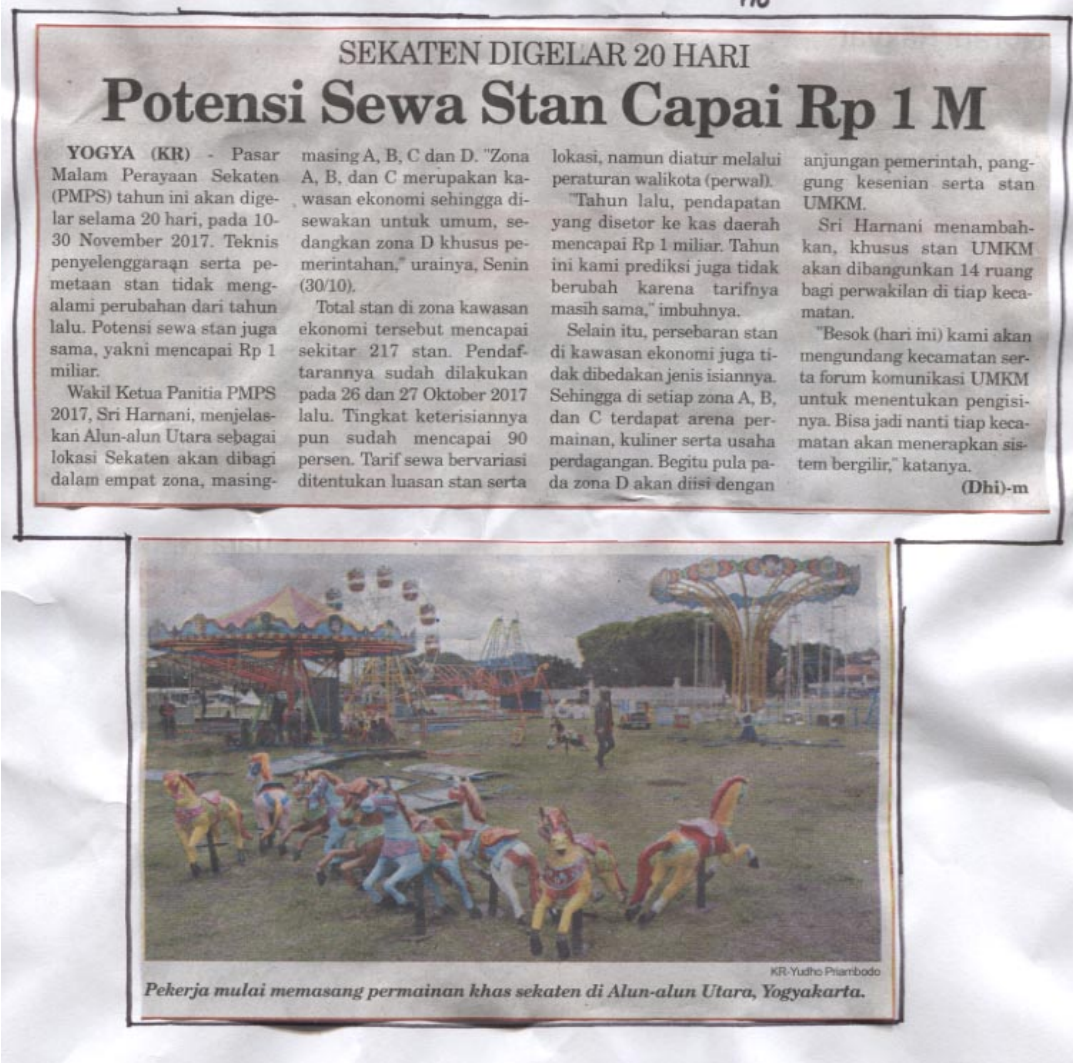 SEKATEN DIGELAR 20 HARI
Potensi Sewa Stan Capai Rp 1 M
YOGYA (KR) - Pasar
Malam Perayaan Sekaten
(PMPS) tahun ini akan dige-
lar selama 20 hari, pada 10-
30 November 2017. Teknis
penyelenggaraan serta pe-
metaan stan tidak meng-
alami perubahan dari tahun
lalu. Potensi sewa stan juga
sama, yakni mencapai Rp 1
miliar.
Wakil Ketua Panitia PMPS
2017, Sri Harnani, menjelas-
kan Alun-alun Utara sebagai
lokasi Sekaten akan dibagi
dalam empat zona, masing-
masing A, B, C dan D. "Zona
A, B, dan C merupakan ka-
wasan ekonomi sehingga di-
sewakan untuk umum, se-
dangkan zona D khusus pe-
merintahan," urainya, Senin
(30/10).
Total stan di zona kawasan
ekonomi tersebut mencapai
sekitar 217 stan. Pendaf-
tarannya sudah dilakukan
pada 26 dan 27 Oktober 2017
lalu. Tingkat keterisiannya
pun sudah mencapai 90
persen. Tarif sewa bervariasi
ditentukan luasan stan serta
lokasi, namun diatur melalui
peraturan walikota (perwal).
"Tahun lalu, pendapatan
yang disetor ke kas daerah
mencapai Rp 1 miliar. Tahun
ini kami prediksi juga tidak
berubah karena tarifnya
masih sama," imbuhnya.
Selain itu, persebaran stan
di kawasan ekonomi juga ti-
dak dibedakan jenis isiannya.
Sehingga di setiap zona A, B,
dan C terdapat arena per-
mainan, kuliner serta usaha
perdagangan. Begitu pula pa-
da zona D akan diisi dengan
anjungan pemerintah, pang-
gung kesenian serta stan
UMKM.
Sri Harnani menambah-
kan, khusus stan UMKM
akan dibangunkan 14 ruang
bagi perwakilan di tiap keca-
matan.
"Besok (hari ini) kami akan
mengundang kecamatan ser-
ta forum komunikasi UMKM
untuk menentukan pengisi-
nya. Bisa jadi nanti tiap keca-
matan akan menerapkan sis-
tem bergilir," katanya.
(Dhi)-m
KR-Yudho Priambodo
Pekerja mulai memasang permainan khas sekaten di Alun-alun Utara, Yogyakarta.